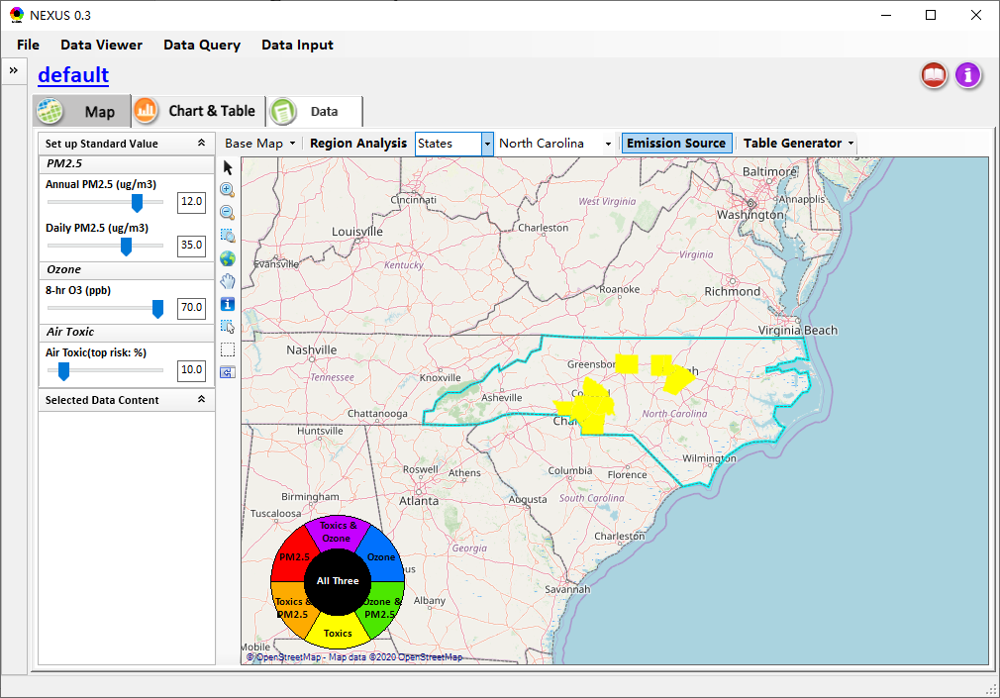 NEXUS 0.3
File Data Viewer Data Query Data Input
»
default
Map Chart & Table Data
Set up Standard Value
Base Map Region Analysis States North Carolina Emission Source Table Generator
PM2.5
Annual PM2.5 (ug/m3)
12.0
Daily PM2.5 (ug/m3)
35.0
Ozone
8-hr O3 (ppb)
70.0
Air Toxic
Air Toxic(top risk: %)
10.0
Selected Data Content
Baltimore
Cincinnati
West Virginia
Annapolis
Washington
Charleston
Louisville
Virginia
Evansville
Kentucky
Roanoke
Richmond
Virginia Beach
Nashville
Greensbor
gh
Tennessee
Knoxville
Asheville
Chattanooga
North Carolina
Char
Huntsville
Wilmington
Roswell
Athens
Columbia
Florence
Birmingham
Atlanta
Augusta
South Carolina
Tuscaloosa
Charleston
Georgia
Toxics &
Ozone
PM2.5
Ozone
All Three
us
Savannah
Toxics &
PM2.5
Ozone &
PM2.5
Albany
Toxics
Mobile
© OpenStreetMap - Map data ©2020 OpenStreetMap